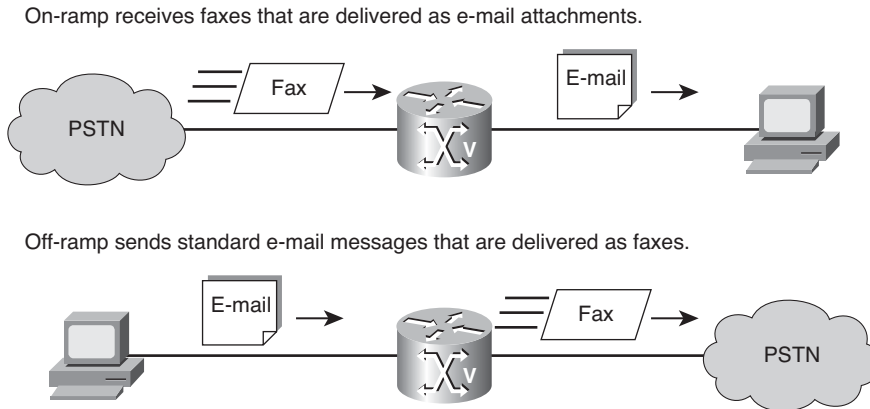 On-ramp receives faxes that are delivered as e-mail attachments.
Fax
E-mail
PSTN
V
Off-ramp sends standard e-mail messages that are delivered as faxes.
E-mail
Fax
PSTN
V